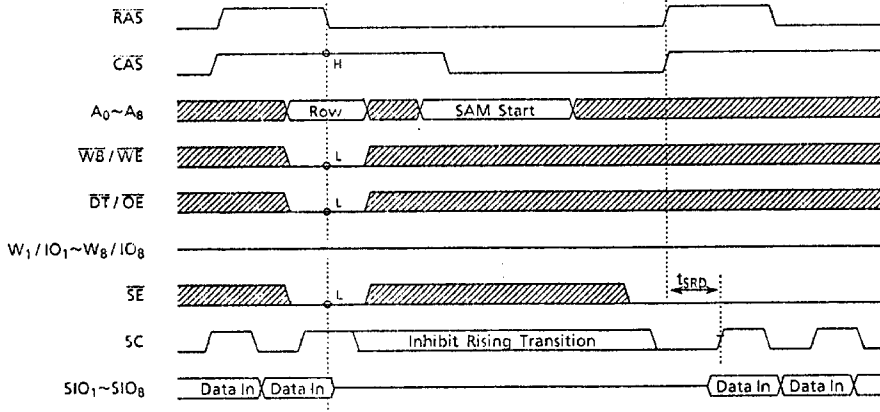 RAS
CAS
H
A0~A8
Row
SAM Start
WB / WE
L
DT / OE
L
W1 / IO1~W8 / IO8
SE
L
tSRD
SC
Inhibit Rising Transition
SIO1~SIO8
Data In
Data In
Data In
Data In